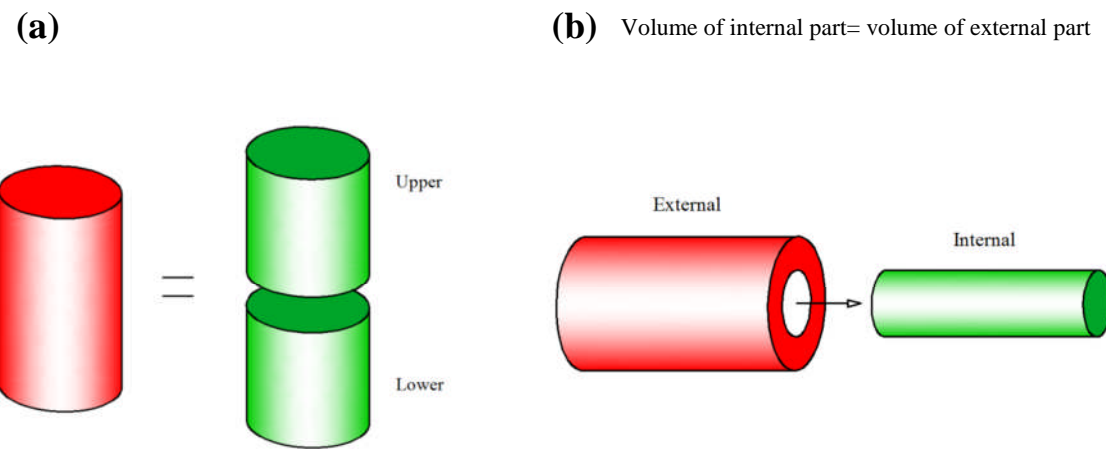 (a)
(b) Volume of internal part= volume of external part
Upper
Lower
External
Internal